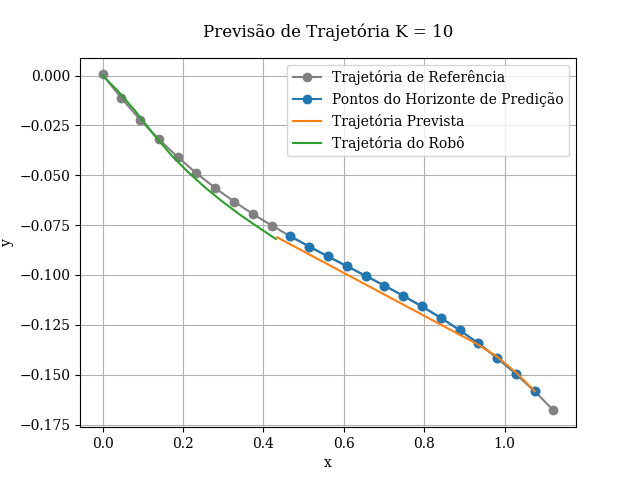 Previsão de Trajetória K = 10
Trajetória de Referência
Pontos do Horizonte de Predição
Trajetória Prevista
Trajetória do Robô
0.000
−0.025
−0.050
−0.075
−0.100
−0.125
−0.150
−0.175
y
0.0 0.2 0.4 0.6 0.8 1.0
x